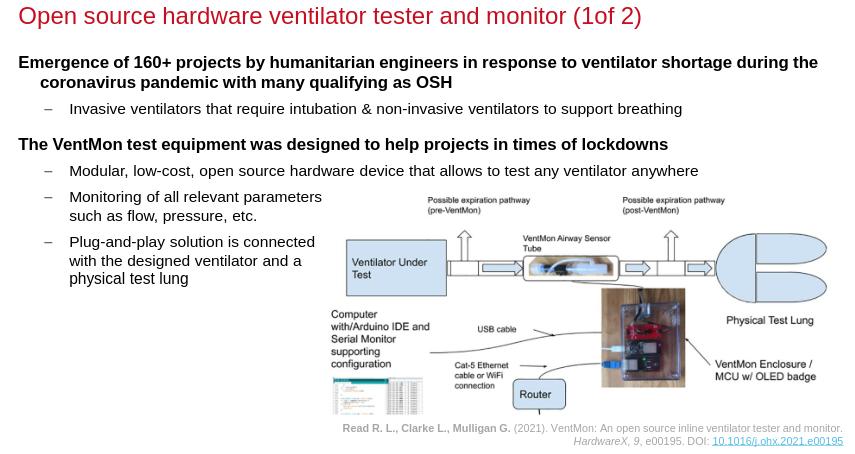 Open source hardware ventilator tester and monitor (1of 2)
Emergence of 160+ projects by humanitarian engineers in response to ventilator shortage during the
coronavirus pandemic with many qualifying as OSH
– Invasive ventilators that require intubation & non-invasive ventilators to support breathing
The VentMon test equipment was designed to help projects in times of lockdowns
– Modular, low-cost, open source hardware device that allows to test any ventilator anywhere
– Monitoring of all relevant parameters
such as flow, pressure, etc.
– Plug-and-play solution is connected
with the designed ventilator and a
physical test lung
Possible expiration pathway
(pre-VentMon)
Possible expiration pathway
(post-VentMon)
VentMon Airway Sensor
Tube
Ventilator Under
Test
Physical Test Lung
Computer
with/Arduino IDE and
Serial Monitor
supporting
configuration
USB cable
Cat-5 Ethernet
cable or WiFi
connection
VentMon Enclosure /
MCU w/ OLED badge
Router
Read R. L., Clarke L., Mulligan G. (2021). VentMon: An open source inline ventilator tester and monitor.
HardwareX, 9, e00195. DOI: 10.1016/j.ohx.2021.e00195